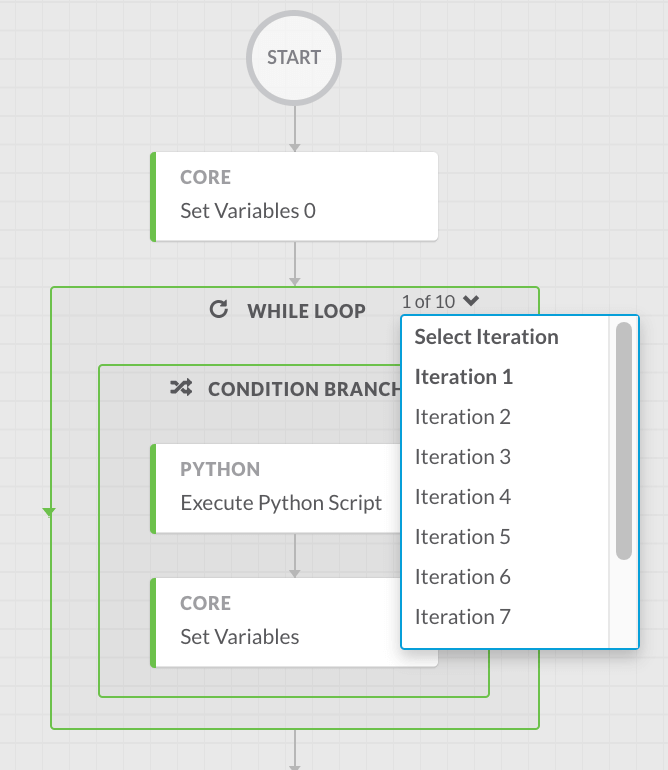 START
CORE
Set Variables 0
WHILE LOOP
1 of 10
Select Iteration
Iteration 1
Iteration 2
Iteration 3
Iteration 4
Iteration 5
Iteration 6
Iteration 7
CONDITION BRANCH
PYTHON
Execute Python Script
CORE
Set Variables